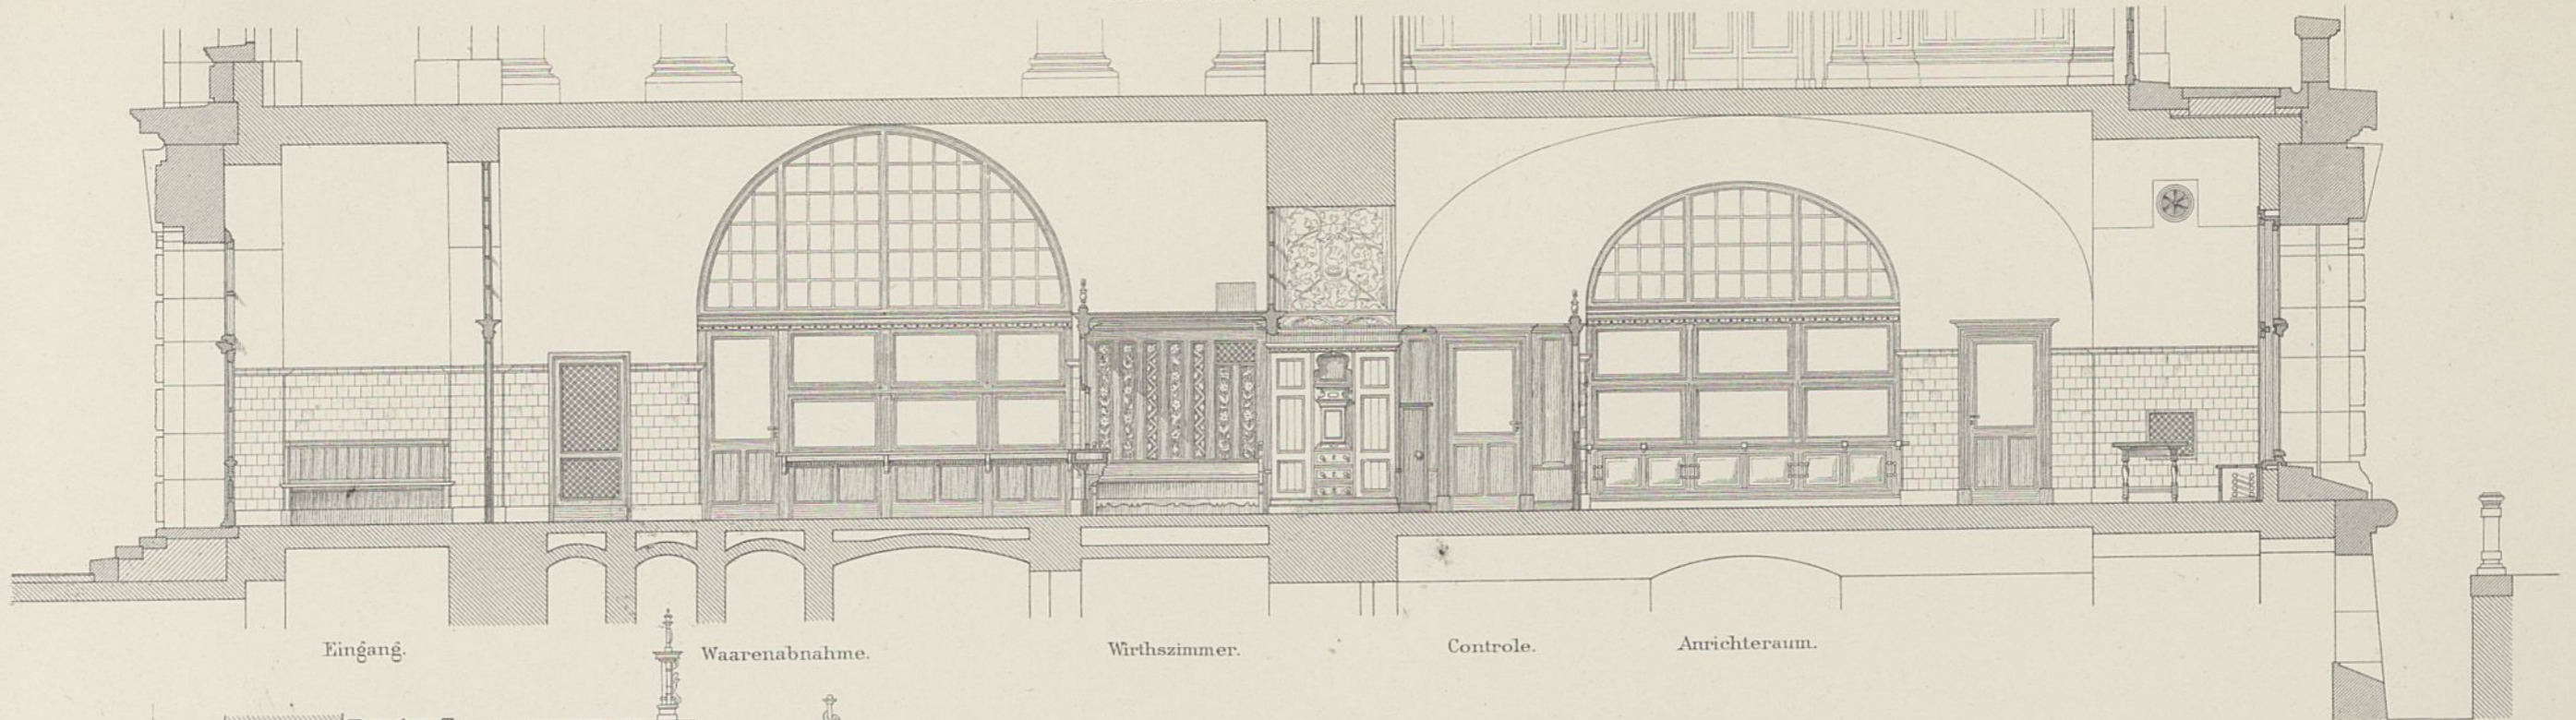 Eingang.
Waarenabnahme.
Wirthszimmer.
Controle.
Anrichteraum.